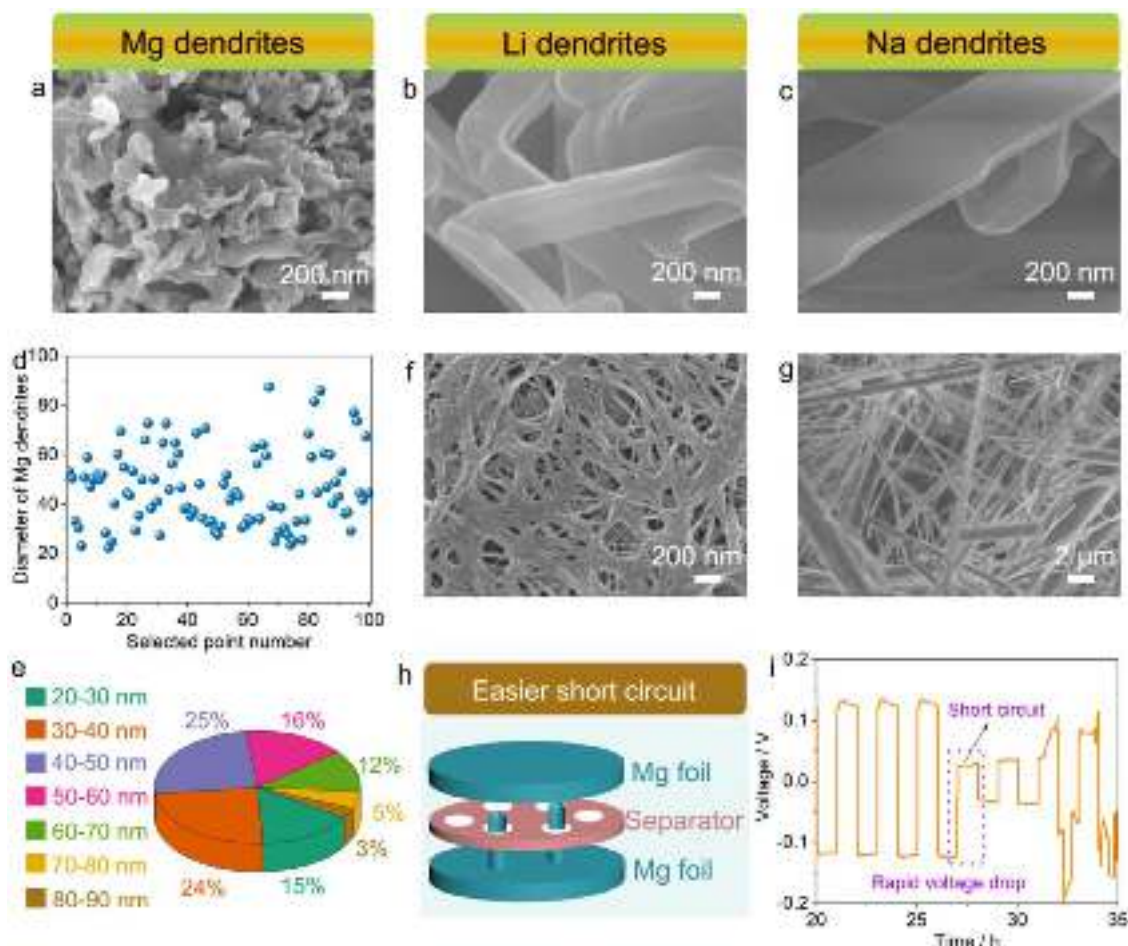 Mg dendrites
Li dendrites
Na dendrites
a
200 nm
b
200 nm
c
200 nm
d
Diameter of Mg dendrites
100
80
60
40
20
0
0 20 40 60 80 100
Selected point number
f
200 nm
g
2 μm
e
20-30 nm
30-40 nm
40-50 nm
50-60 nm
60-70 nm
70-80 nm
80-90 nm
25%
16%
12%
5%
3%
15%
24%
h
Easier short circuit
Mg foil
Separator
Mg foil
i
Voltage / V
0.2
0.1
0.0
-0.1
-0.2
Short circuit
Rapid voltage drop
20 25 30 35
Time / h